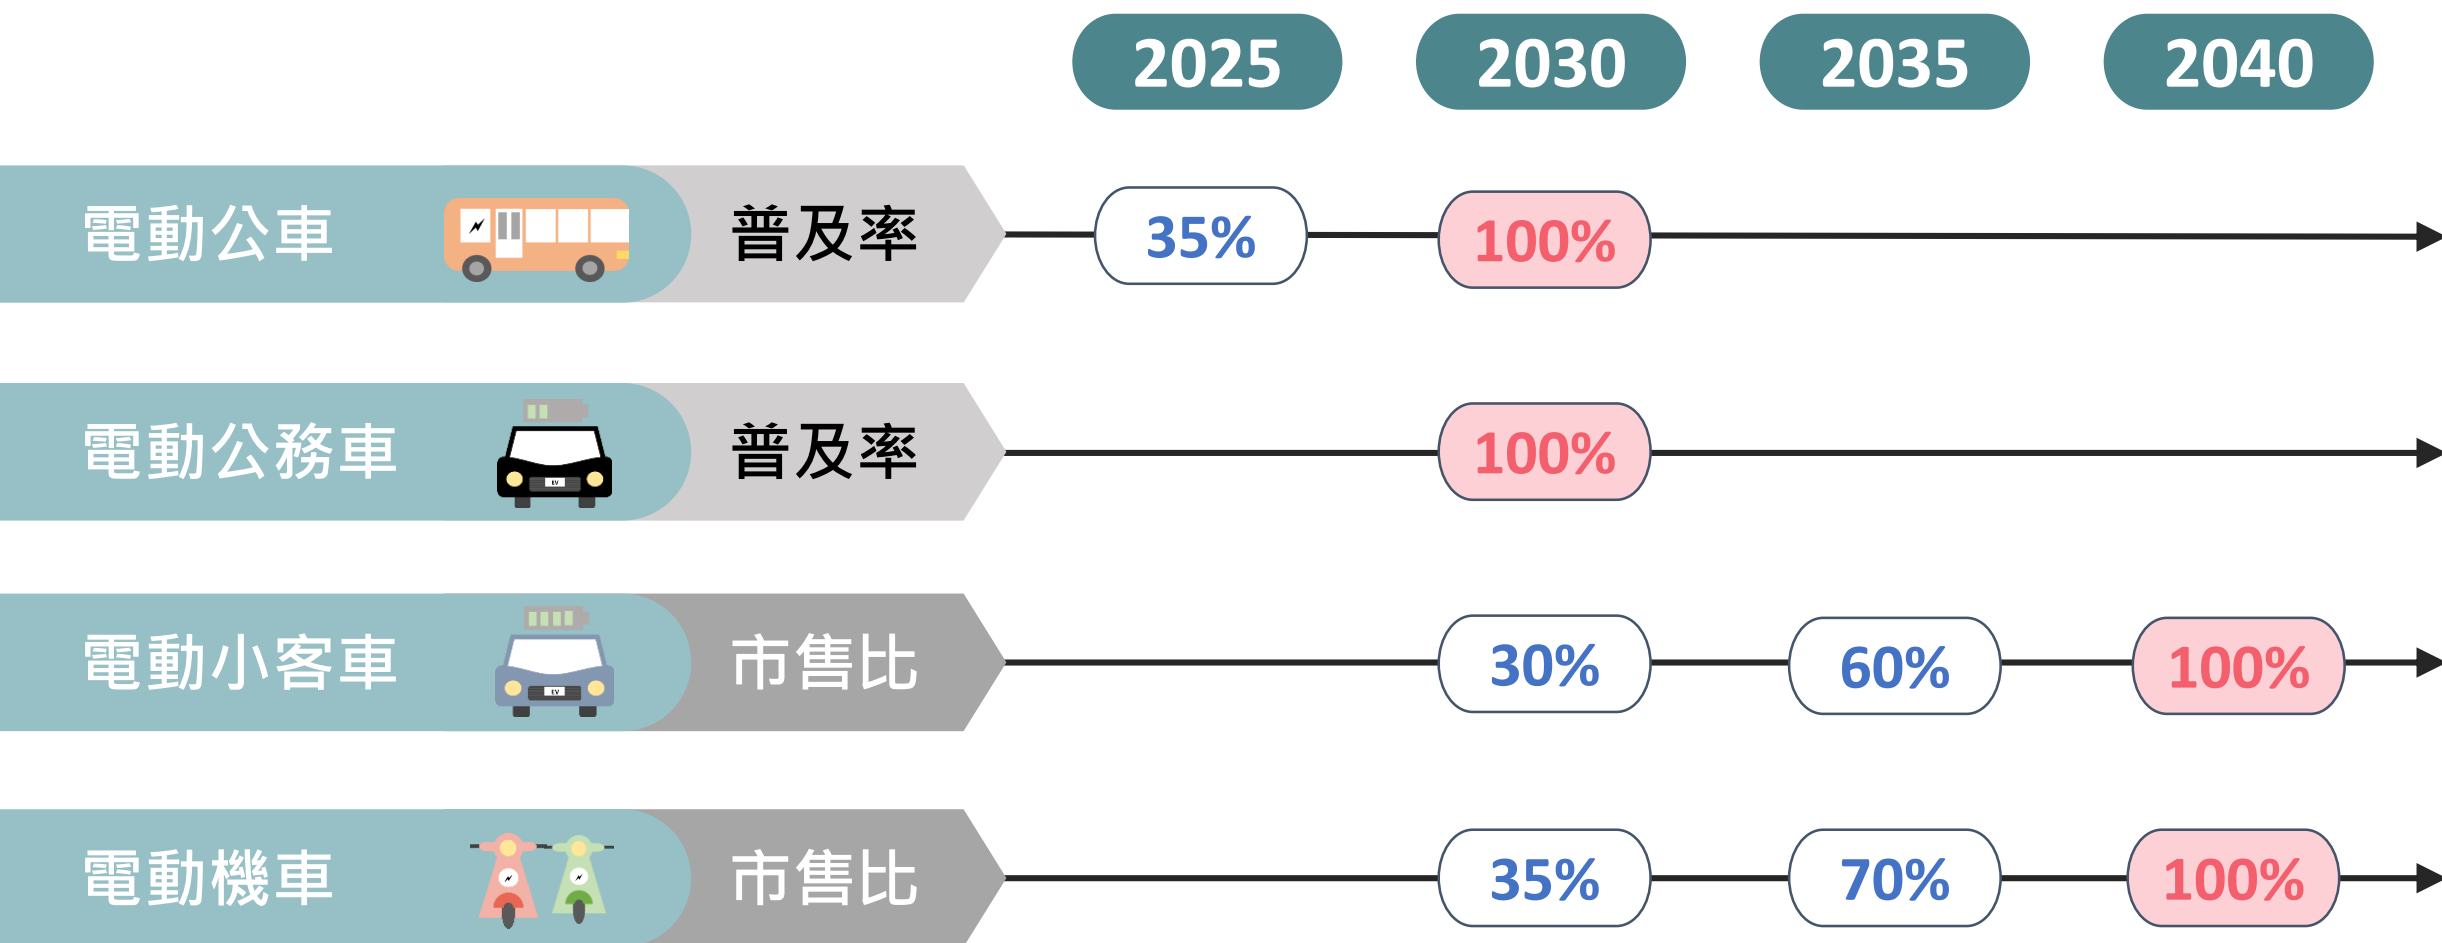 2025 2030 2035 2040
電動公車 普及率 35% 100%
電動公務車 EV 普及率 100%
電動小客車 EV 市售比 30% 60% 100%
電動機車 市售比 35% 70% 100%